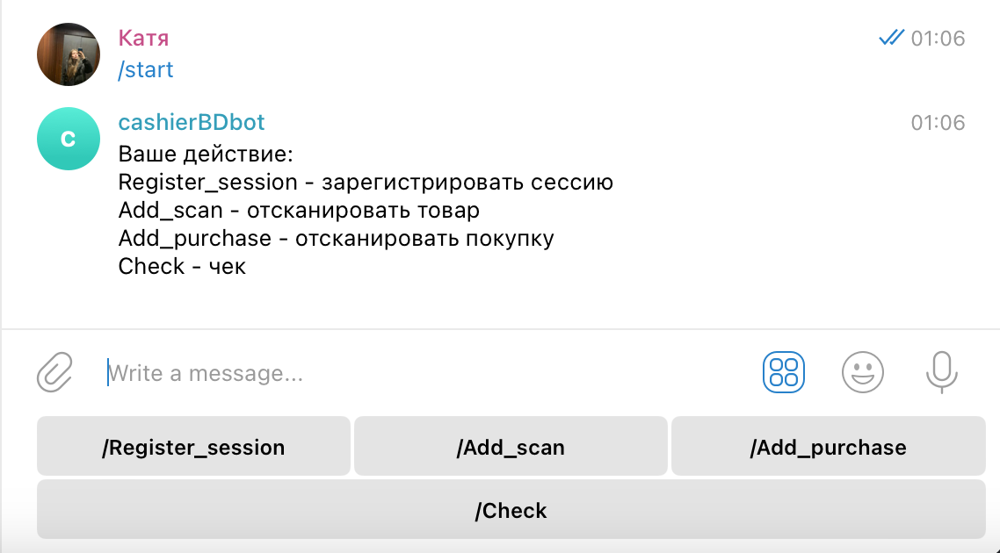 Катя
01:06
/start
C
cashierBDbot
01:06
Ваше действие:
Register_session - зарегистрировать сессию
Add_scan - отсканировать товар
Add_purchase - отсканировать покупку
Check - чек
Write a message...
/Register_session
/Add_scan
/Add_purchase
/Check